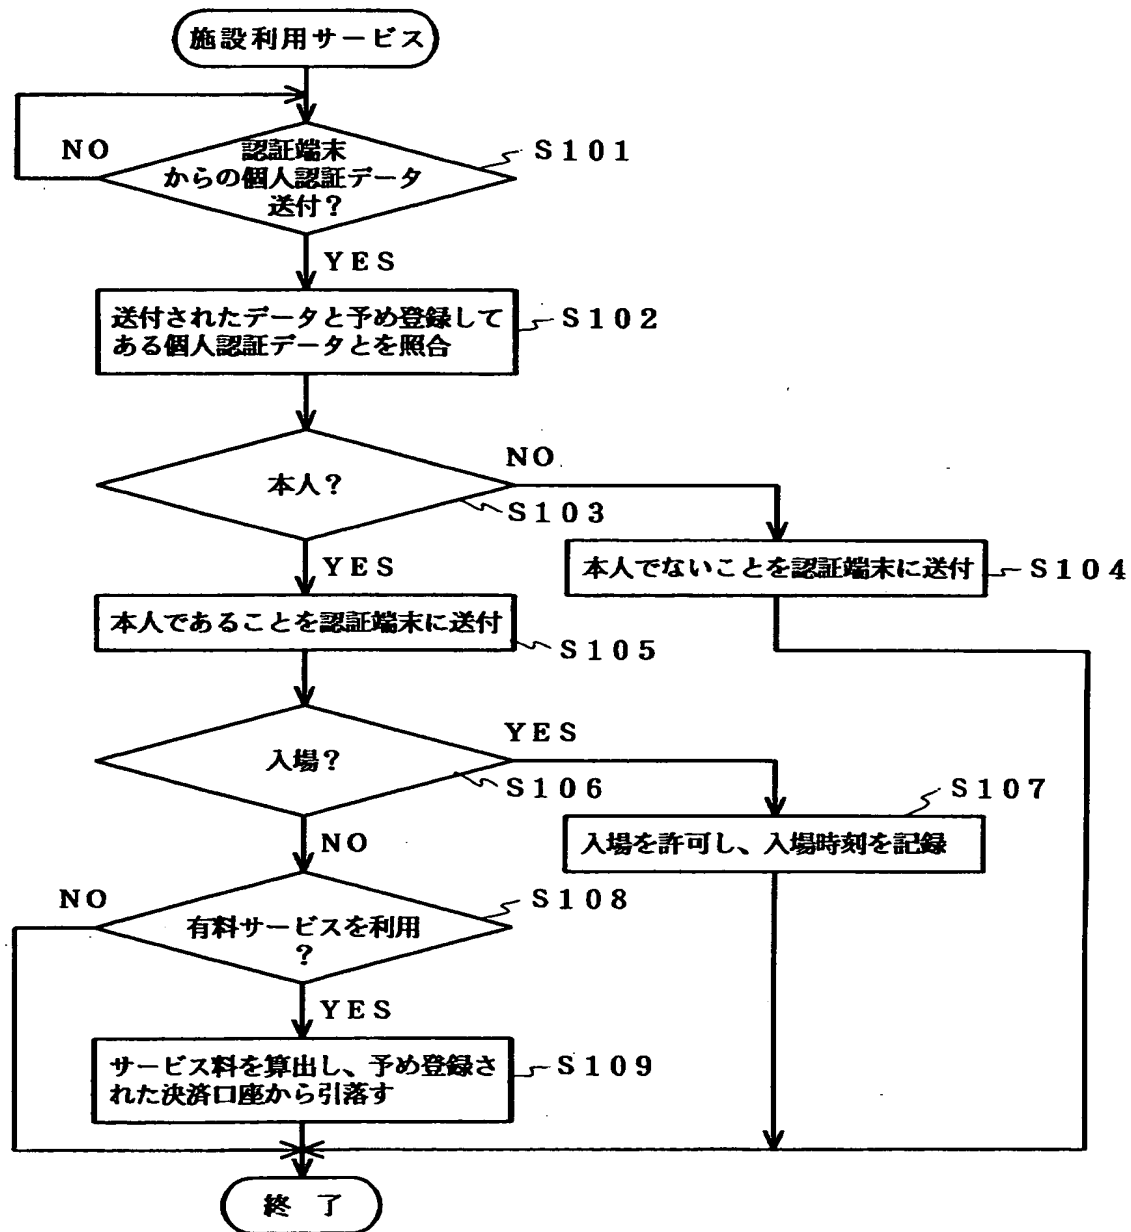 施設利用サービス
NO
認証端末
からの個人認証データ
送付?
S101
YES
送付されたデータと予め登録して
ある個人認証データとを照合
S102
本人?
NO
S103
YES
本人でないことを認証端末に送付
S104
本人であることを認証端末に送付
S105
入場?
YES
S106
S107
入場を許可し、入場時刻を記録
NO
NO
有料サービスを利用
?
S108
YES
サービス料を算出し、予め登録さ
れた決済口座から引落す
S109
終 了